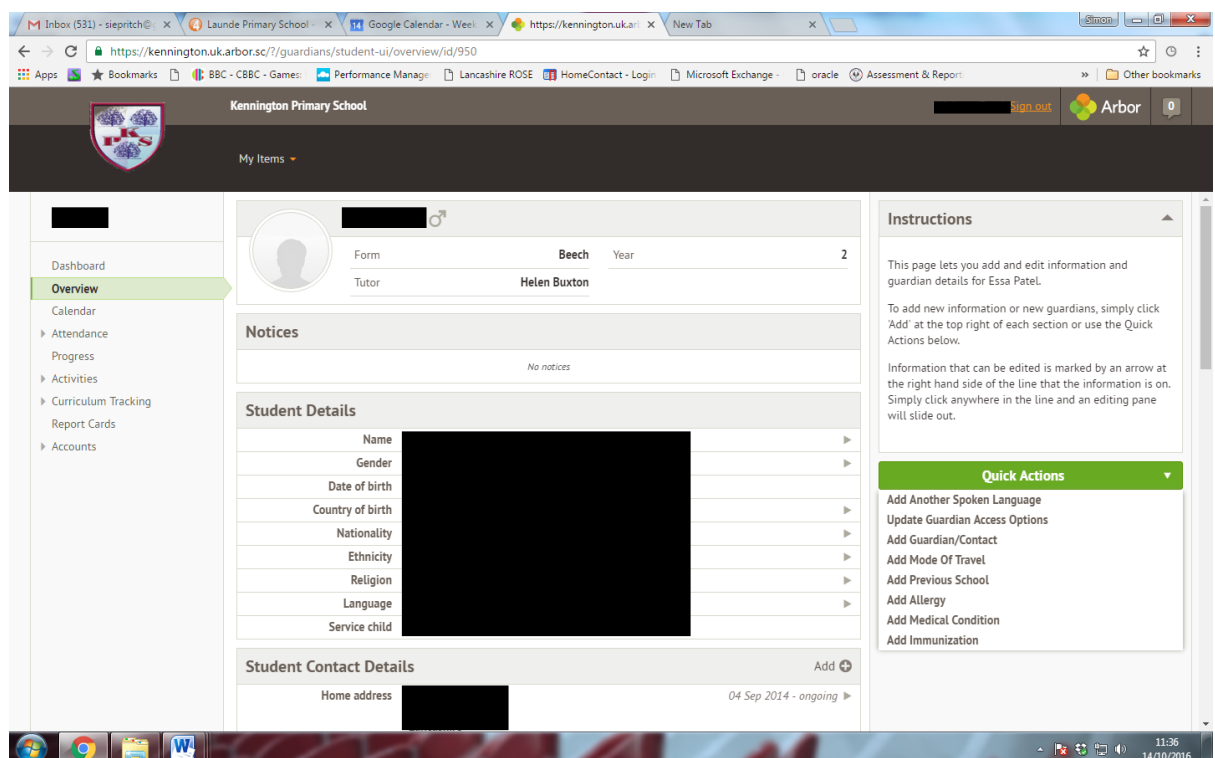 Inbox (531) - siepritch@
Launde Primary School -
14 Google Calendar - Week
https://kennington.uk.ar
New Tab
Simon
https://kennington.uk.arbor.sc/?/guardians/student-ui/overview/id/950
Apps
Bookmarks
BBC - CBBC - Games:
Performance Manage
Lancashire ROSE
HomeContact - Login
Microsoft Exchange
oracle
Assessment & Report
» Other bookmarks
Kennington Primary School
Sign out
Arbor
0
PKS
My Items
Dashboard
Overview
Calendar
Attendance
Progress
Activities
Curriculum Tracking
Report Cards
Accounts
Form Beech Year 2
Tutor Helen Buxton
Notices
No notices
Student Details
Name
Gender
Date of birth
Country of birth
Nationality
Ethnicity
Religion
Language
Service child
Student Contact Details Add
Home address 04 Sep 2014 - ongoing
Instructions
This page lets you add and edit information and
guardian details for Essa Patel.
To add new information or new guardians, simply click
'Add' at the top right of each section or use the Quick
Actions below.
Information that can be edited is marked by an arrow at
the right hand side of the line that the information is on.
Simply click anywhere in the line and an editing pane
will slide out.
Quick Actions
Add Another Spoken Language
Update Guardian Access Options
Add Guardian/Contact
Add Mode Of Travel
Add Previous School
Add Allergy
Add Medical Condition
Add Immunization
11:36
14/10/2016